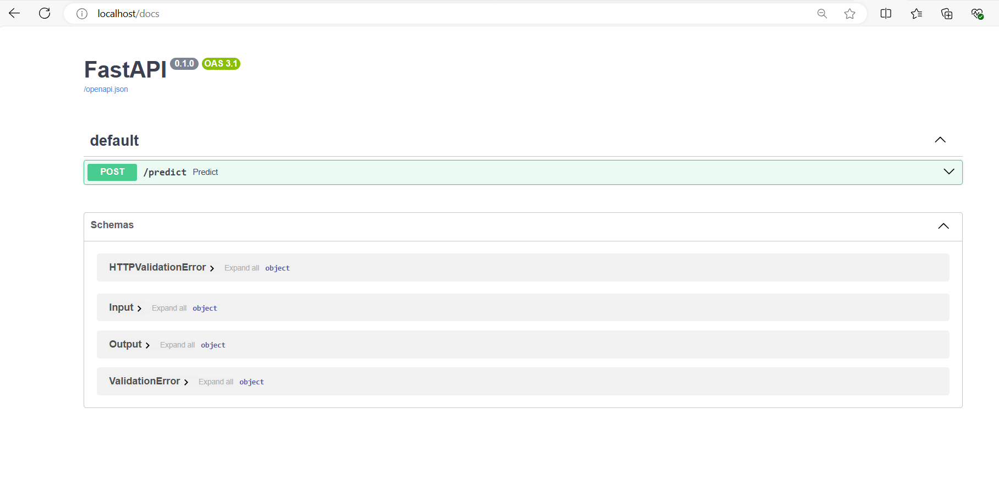 localhost/docs
FastAPI 0.1.0 OAS 3.1
/openapi.json
default
POST /predict Predict
Schemas
HTTPValidationError Expand all object
Input Expand all object
Output Expand all object
ValidationError Expand all object